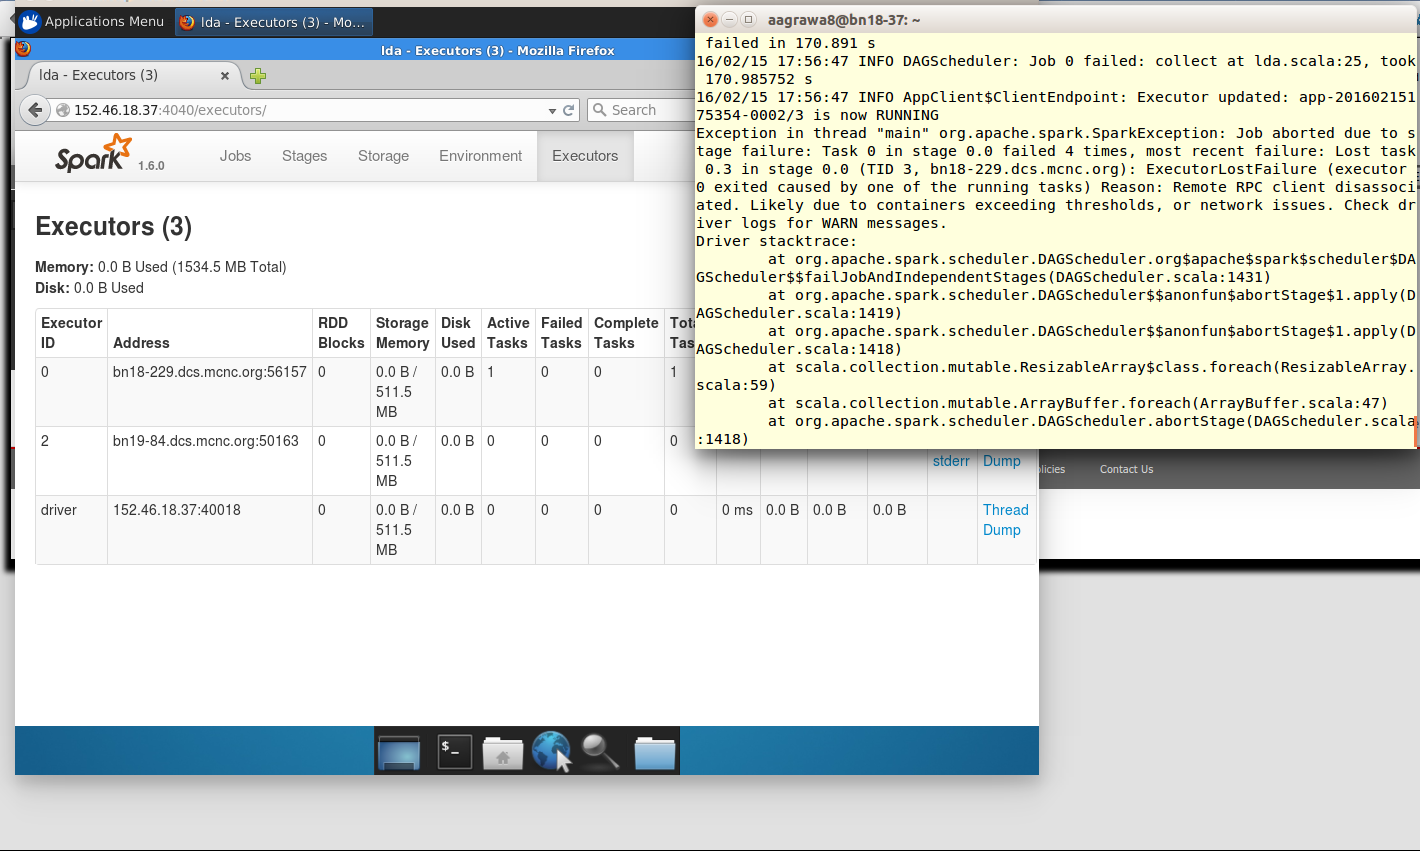 Applications Menu
lda - Executors (3) - Mo...
lda - Executors (3) - Mozilla Firefox
lda - Executors (3)
152.46.18.37:4040/executors/
Search
Spark 1.6.0
Jobs
Stages
Storage
Environment
Executors
Executors (3)
Memory: 0.0 B Used (1534.5 MB Total)
Disk: 0.0 B Used
Executor ID
Address
RDD Blocks
Storage Memory
Disk Used
Active Tasks
Failed Tasks
Complete Tasks
0
bn18-229.dcs.mcnc.org:56157
0
0.0 B / 511.5 MB
0.0 B
1
0
0
1
2
bn19-84.dcs.mcnc.org:50163
0
0.0 B / 511.5 MB
0.0 B
0
0
0
0
stderr
Dump
driver
152.46.18.37:40018
0
0.0 B / 511.5 MB
0.0 B
0
0
0
0
0 ms
0.0 B
0.0 B
0.0 B
Thread Dump
aagrawa8@bn18-37: ~
failed in 170.891 s
16/02/15 17:56:47 INFO DAGScheduler: Job 0 failed: collect at lda.scala:25, took
170.985752 s
16/02/15 17:56:47 INFO AppClient$ClientEndpoint: Executor updated: app-201602151
75354-0002/3 is now RUNNING
Exception in thread "main" org.apache.spark.SparkException: Job aborted due to s
tage failure: Task 0 in stage 0.0 failed 4 times, most recent failure: Lost task
0.3 in stage 0.0 (TID 3, bn18-229.dcs.mcnc.org): ExecutorLostFailure (executor
0 exited caused by one of the running tasks) Reason: Remote RPC client disassoci
ated. Likely due to containers exceeding thresholds, or network issues. Check dr
iver logs for WARN messages.
Driver stacktrace:
at org.apache.spark.scheduler.DAGScheduler.org$apache$spark$scheduler$DA
GScheduler$$failJobAndIndependentStages(DAGScheduler.scala:1431)
at org.apache.spark.scheduler.DAGScheduler$$anonfun$abortStage$1.apply(D
AGScheduler.scala:1419)
at org.apache.spark.scheduler.DAGScheduler$$anonfun$abortStage$1.apply(D
AGScheduler.scala:1418)
at scala.collection.mutable.ResizableArray$class.foreach(ResizableArray.
scala:59)
at scala.collection.mutable.ArrayBuffer.foreach(ArrayBuffer.scala:47)
at org.apache.spark.scheduler.DAGScheduler.abortStage(DAGScheduler.scala
:1418)
Contact Us
$_